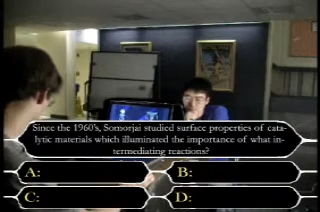 Since the 1960's, Somorjai studied surface properties of cata-
lytic materials which illuminated the importance of what in-
termediating reactions?
A: B:
C: D: